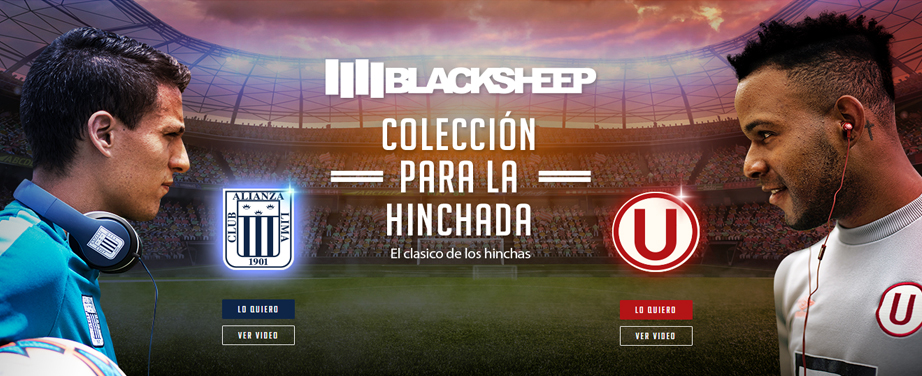 BLACKSHEEP
COLECCIÓN
PARA LA
HINCHADA
El clasico de los hinchas
ALIANZA
CLUB
LIMA
1901
U
LO QUIERO
VER VIDEO
LO QUIERO
VER VIDEO
U